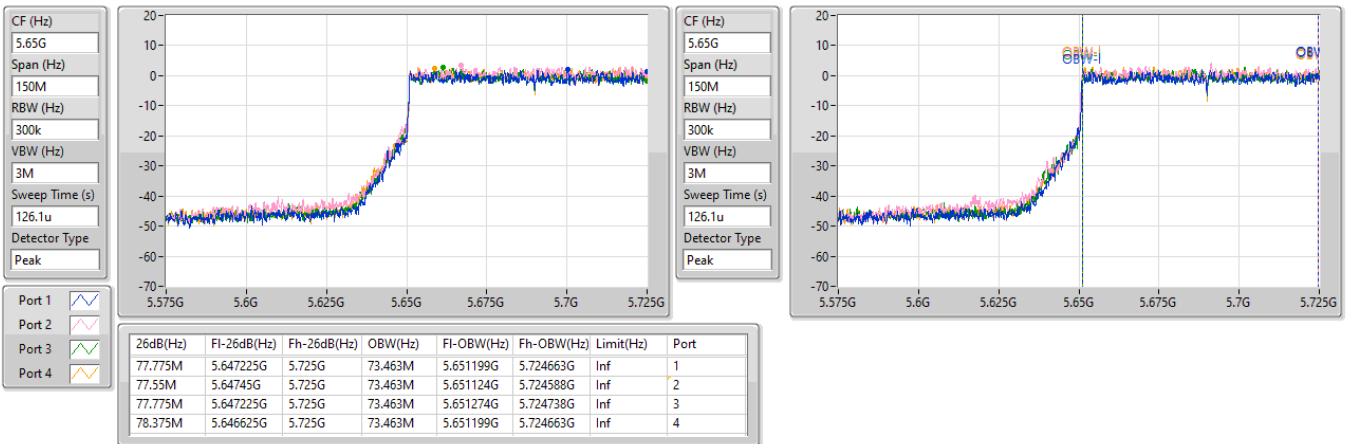 CF (Hz)
5.65G
Span (Hz)
150M
RBW (Hz)
300k
VBW (Hz)
3M
Sweep Time (s)
126.1u
Detector Type
Peak
20
10
0
-10
-20
-30
-40
-50
-60
-70
5.575G 5.6G 5.625G 5.65G 5.675G 5.7G 5.725G
CF (Hz)
5.65G
Span (Hz)
150M
RBW (Hz)
300k
VBW (Hz)
3M
Sweep Time (s)
126.1u
Detector Type
Peak
20
10
0
-10
-20
-30
-40
-50
-60
-70
5.575G 5.6G 5.625G 5.65G 5.675G 5.7G 5.725G
Port 1
Port 2
Port 3
Port 4
26dB(Hz) Fl-26dB(Hz) Fh-26dB(Hz) OBW(Hz) Fl-OBW(Hz) Fh-OBW(Hz) Limit(Hz) Port
77.775M 5.647225G 5.725G 73.463M 5.651199G 5.724663G Inf 1
77.55M 5.64745G 5.725G 73.463M 5.651124G 5.724588G Inf 2
77.775M 5.647225G 5.725G 73.463M 5.651274G 5.724738G Inf 3
78.375M 5.646625G 5.725G 73.463M 5.651199G 5.724663G Inf 4